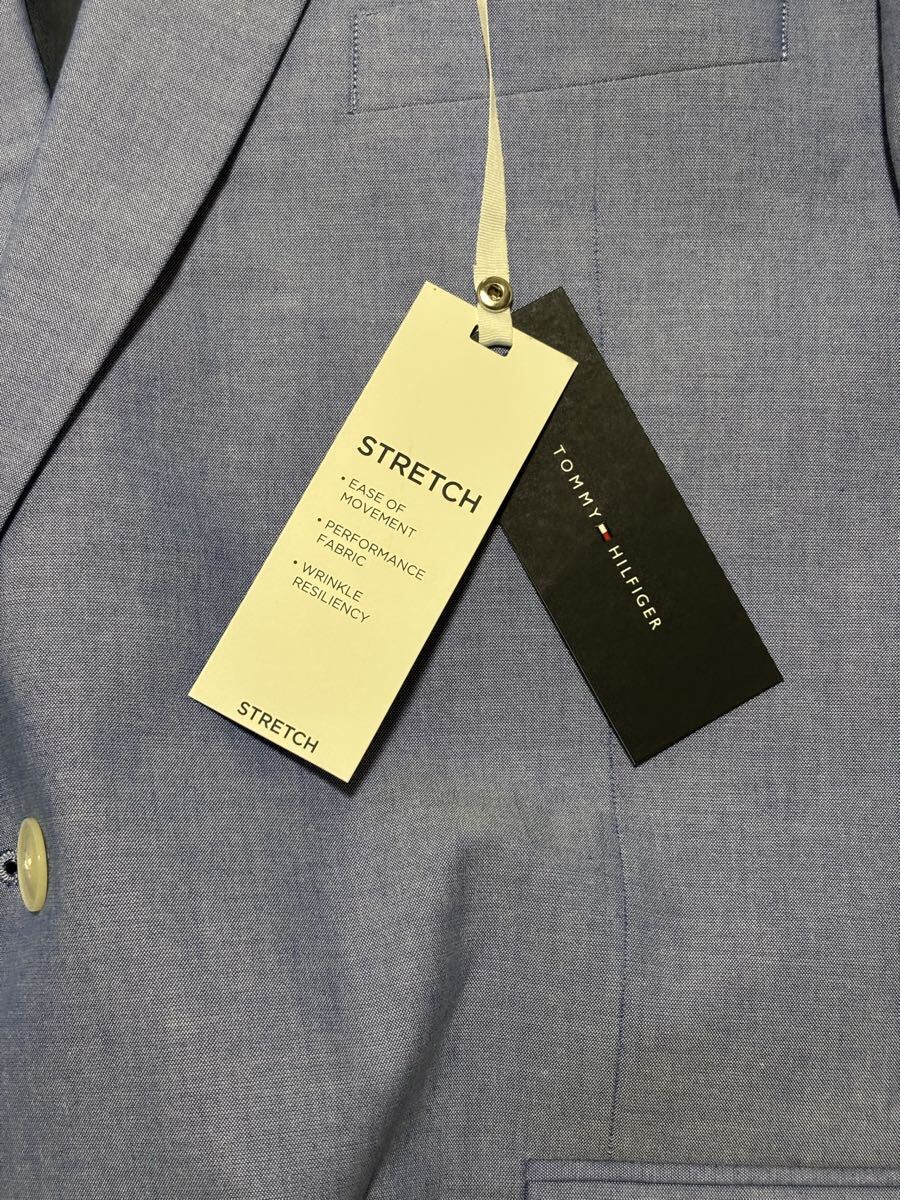 STRETCH
• EASE OF
MOVEMENT
• PERFORMANCE
FABRIC
• WRINKLE
RESILIENCY
STRETCH
TOMMY HILFIGER